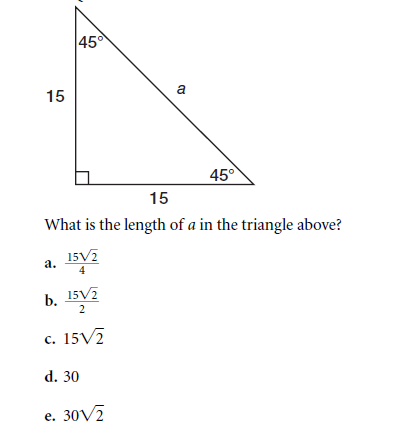 45°
15
a
45°
15
What is the length of a in the triangle above?
a. 15√2/4
b. 15√2/2
c. 15√2
d. 30
e. 30√2